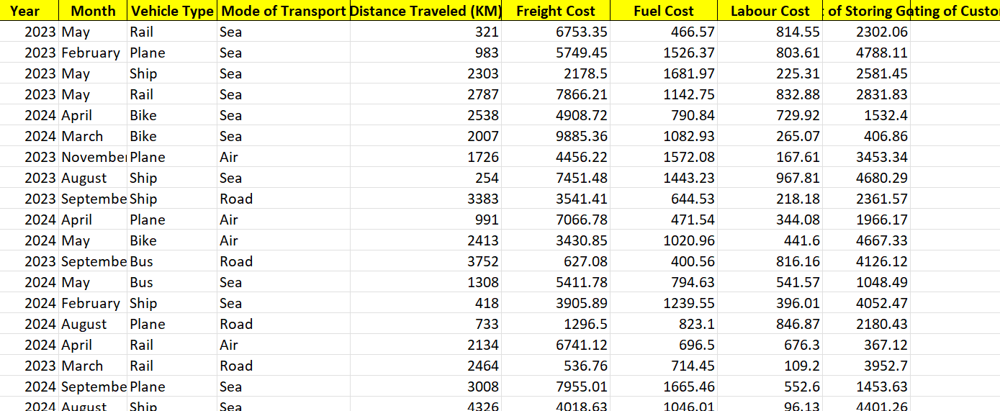 Year Month Vehicle Type Mode of Transport Distance Traveled (KM) Freight Cost Fuel Cost Labour Cost of Storing
2023 May Rail Sea 321 6753.35 466.57 814.55 2302.06
2023 February Plane Sea 983 5749.45 1526.37 803.61 4788.11
2023 May Ship Sea 2303 2178.5 1681.97 225.31 2581.45
2023 May Rail Sea 2787 7866.21 1142.75 832.88 2831.83
2024 April Bike Sea 2538 4908.72 790.84 729.92 1532.4
2024 March Bike Sea 2007 9885.36 1082.93 265.07 406.86
2023 November Plane Air 1726 4456.22 1572.08 167.61 3453.34
2023 August Ship Sea 254 7451.48 1443.23 967.81 4680.29
2023 Septembe Ship Road 3383 3541.41 644.53 218.18 2361.57
2024 April Plane Air 991 7066.78 471.54 344.08 1966.17
2024 May Bike Air 2413 3430.85 1020.96 441.6 4667.33
2023 Septembe Bus Road 3752 627.08 400.56 816.16 4126.12
2024 May Bus Sea 1308 5411.78 794.63 541.57 1048.49
2024 February Ship Sea 418 3905.89 1239.55 396.01 4052.47
2024 August Plane Road 733 1296.5 823.1 846.87 2180.43
2024 April Rail Air 2134 6741.12 696.5 676.3 367.12
2023 March Rail Road 2464 536.76 714.45 109.2 3952.7
2024 Septembe Plane Sea 3008 7955.01 1665.46 552.6 1453.63
2024 August Ship Sea 4326 4018.63 1046.01 96.13 4401.26